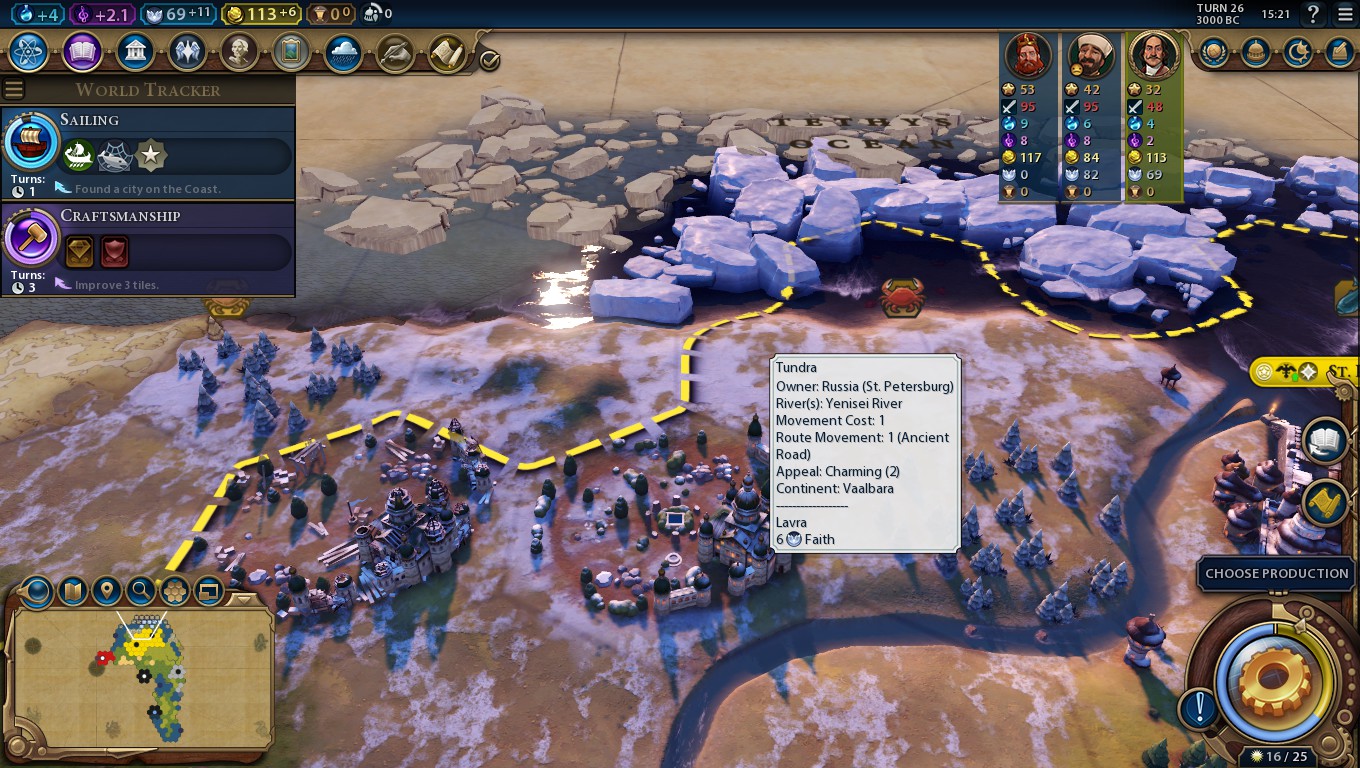 +4 +2.1 69 +11 113 +6 0 0 0
TURN 26
3000 BC
15:21
?
WORLD TRACKER
SAILING
Turns:
1
Found a city on the Coast.
CRAFTSMANSHIP
Turns:
3
Improve 3 tiles.
TETHYS
OCEAN
53 42 32
95 95 48
9 6 4
8 8 2
117 84 113
0 82 69
0 0 0
Tundra
Owner: Russia (St. Petersburg)
River(s): Yenisei River
Movement Cost: 1
Route Movement: 1 (Ancient
Road)
Appeal: Charming (2)
Continent: Vaalbara
------------------
Lavra
6 Faith
ST.
CHOOSE PRODUCTION
!
16 / 25